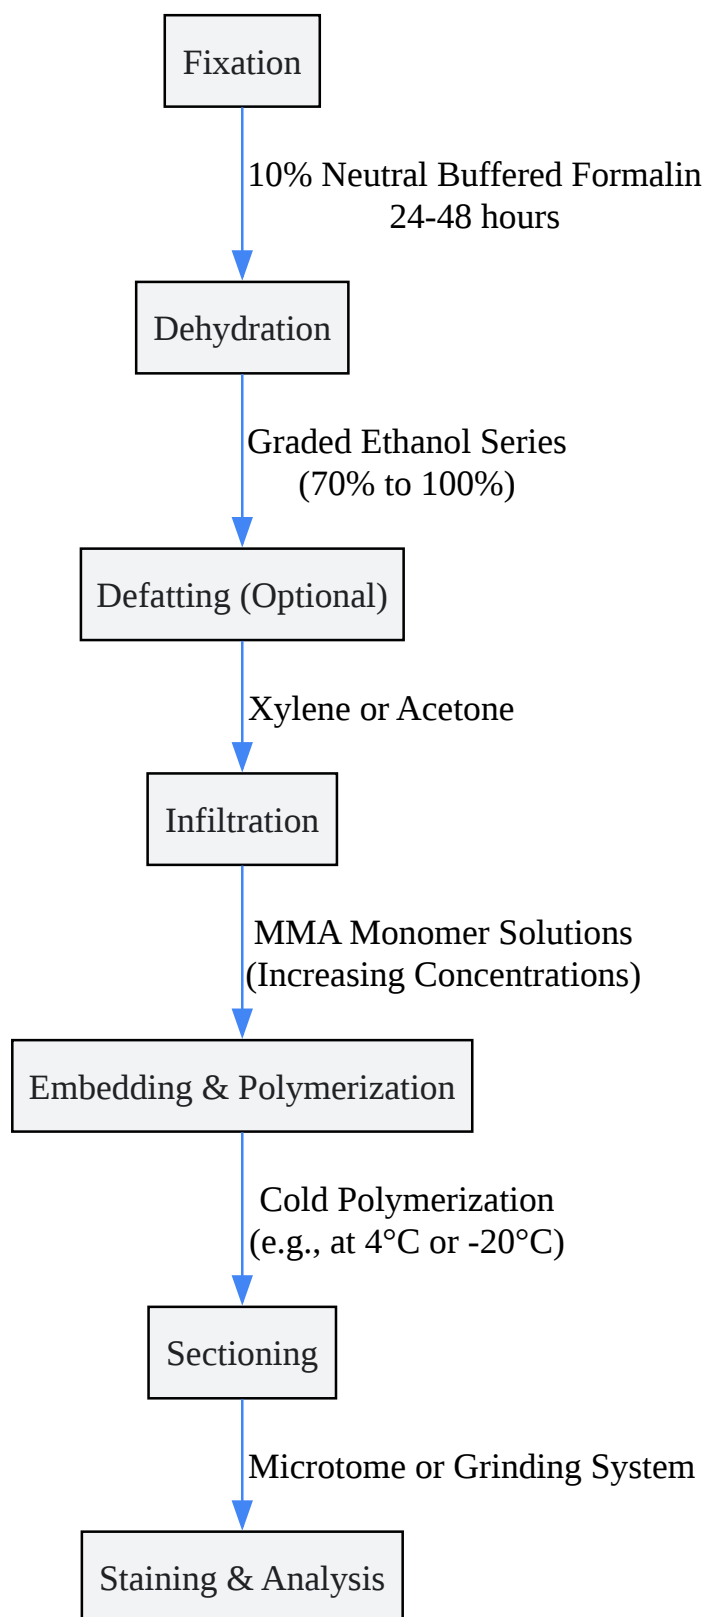 Fixation
10% Neutral Buffered Formalin
24-48 hours
Dehydration
Graded Ethanol Series
(70% to 100%)
Defatting (Optional)
Xylene or Acetone
Infiltration
MMA Monomer Solutions
(Increasing Concentrations)
Embedding & Polymerization
Cold Polymerization
(e.g., at 4°C or -20°C)
Sectioning
Microtome or Grinding System
Staining & Analysis